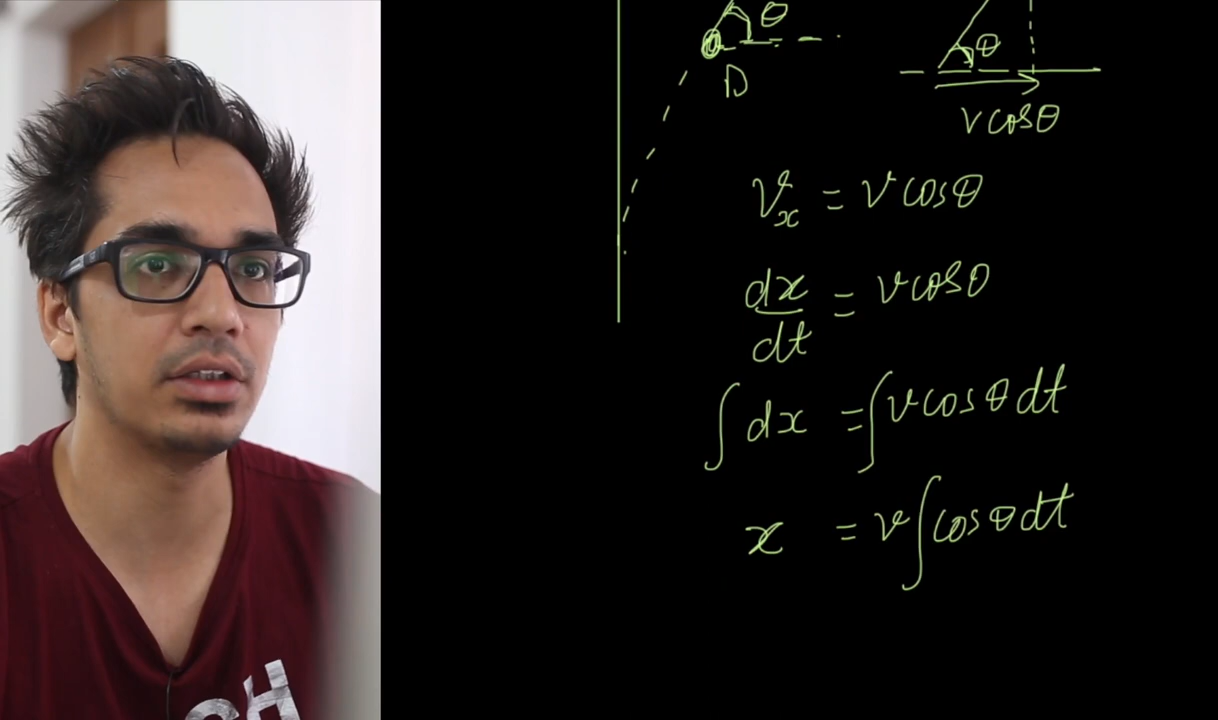 θ
D
θ
v cosθ
vₓ = v cosθ
dx/dt = v cosθ
∫ dx = ∫ v cosθ dt
x = v ∫ cosθ dt